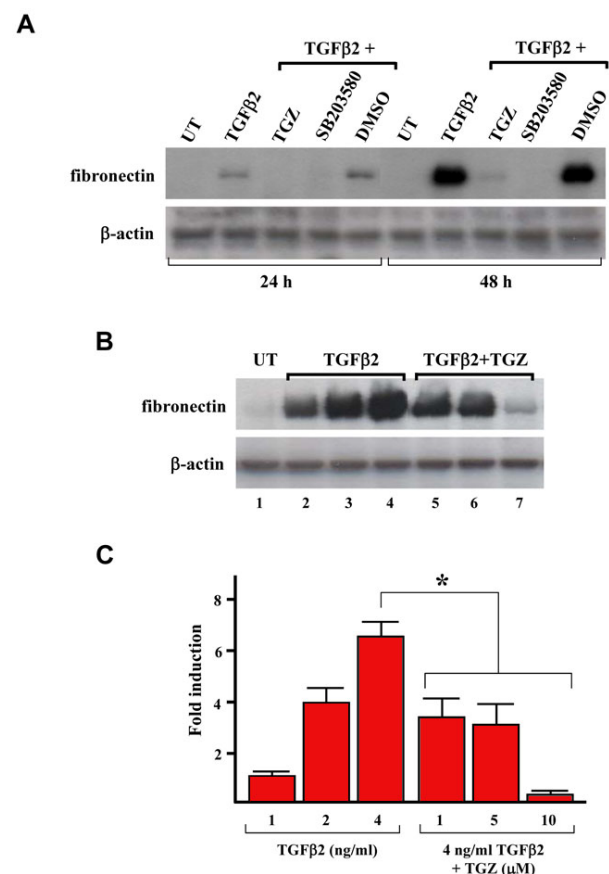 A
TGFβ2 + TGFβ2 +
UT TGFβ2 TGZ SB203580 DMSO UT TGFβ2 TGZ SB203580 DMSO
fibronectin
β-actin
24 h 48 h
B
UT TGFβ2 TGFβ2+TGZ
fibronectin
β-actin
1 2 3 4 5 6 7
C
*
8
6
4
2
Fold induction
1 2 4 1 5 10
TGFβ2 (ng/ml) 4 ng/ml TGFβ2
+ TGZ (μM)